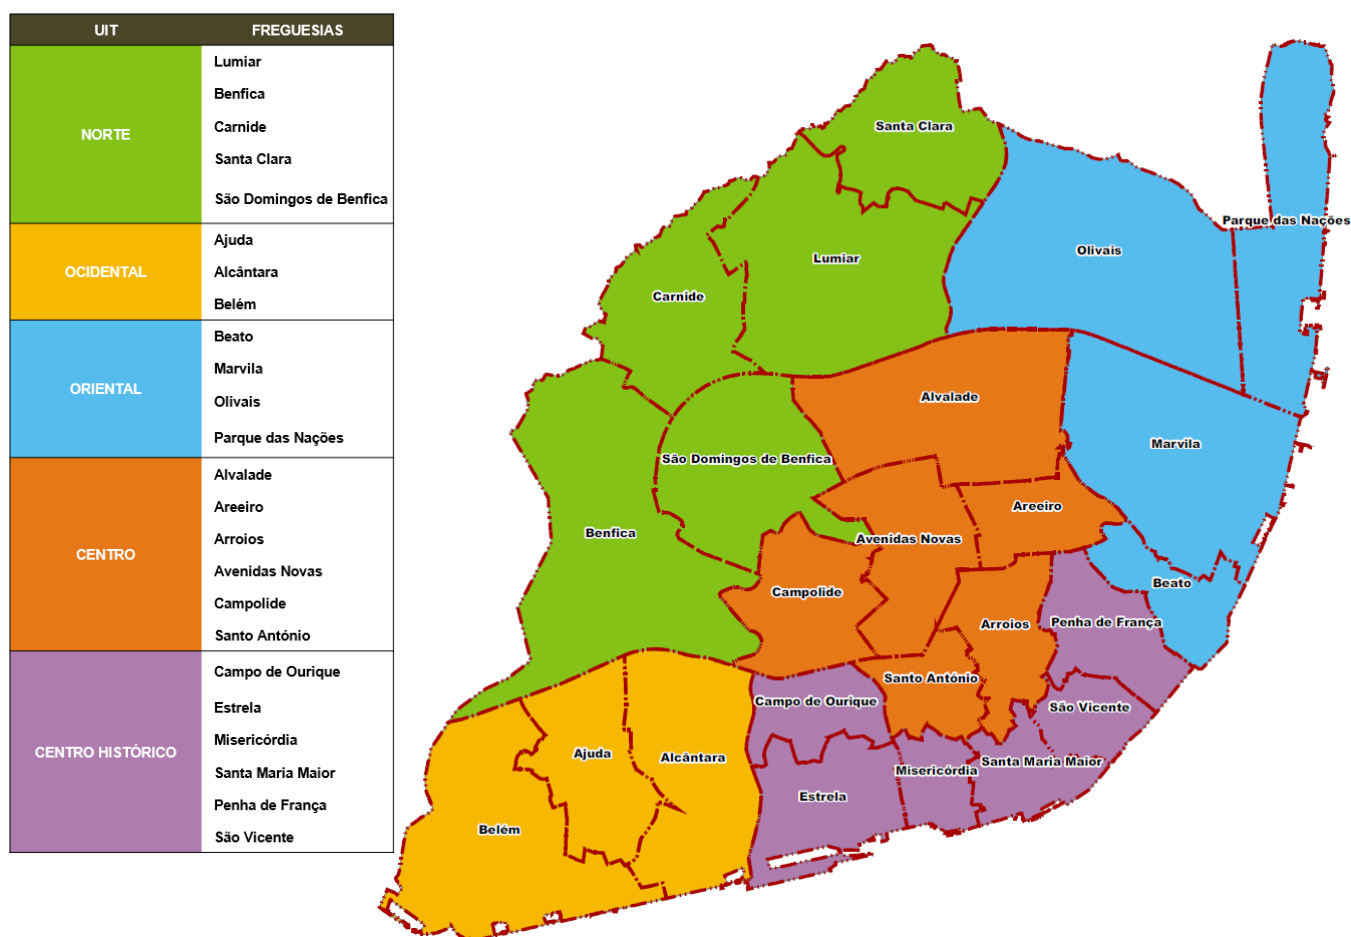 UIT FREGUESIAS
NORTE
Lumiar
Benfica
Carnide
Santa Clara
São Domingos de Benfica
OCIDENTAL
Ajuda
Alcântara
Belém
ORIENTAL
Beato
Marvila
Olivais
Parque das Nações
CENTRO
Alvalade
Areeiro
Arroios
Avenidas Novas
Campolide
Santo António
CENTRO HISTÓRICO
Campo de Ourique
Estrela
Misericórdia
Santa Maria Maior
Penha de França
São Vicente
Santa Clara
Parque das Nações
Olivais
Lumiar
Carnide
Alvalade
Marvila
São Domingos de Benfica
Areeiro
Benfica
Avenidas Novas
Beato
Campolide
Arroios
Penha de França
Santo António
Campo de Ourique
São Vicente
Ajuda
Alcântara
Santa Maria Maior
Misericórdia
Estrela
Belém